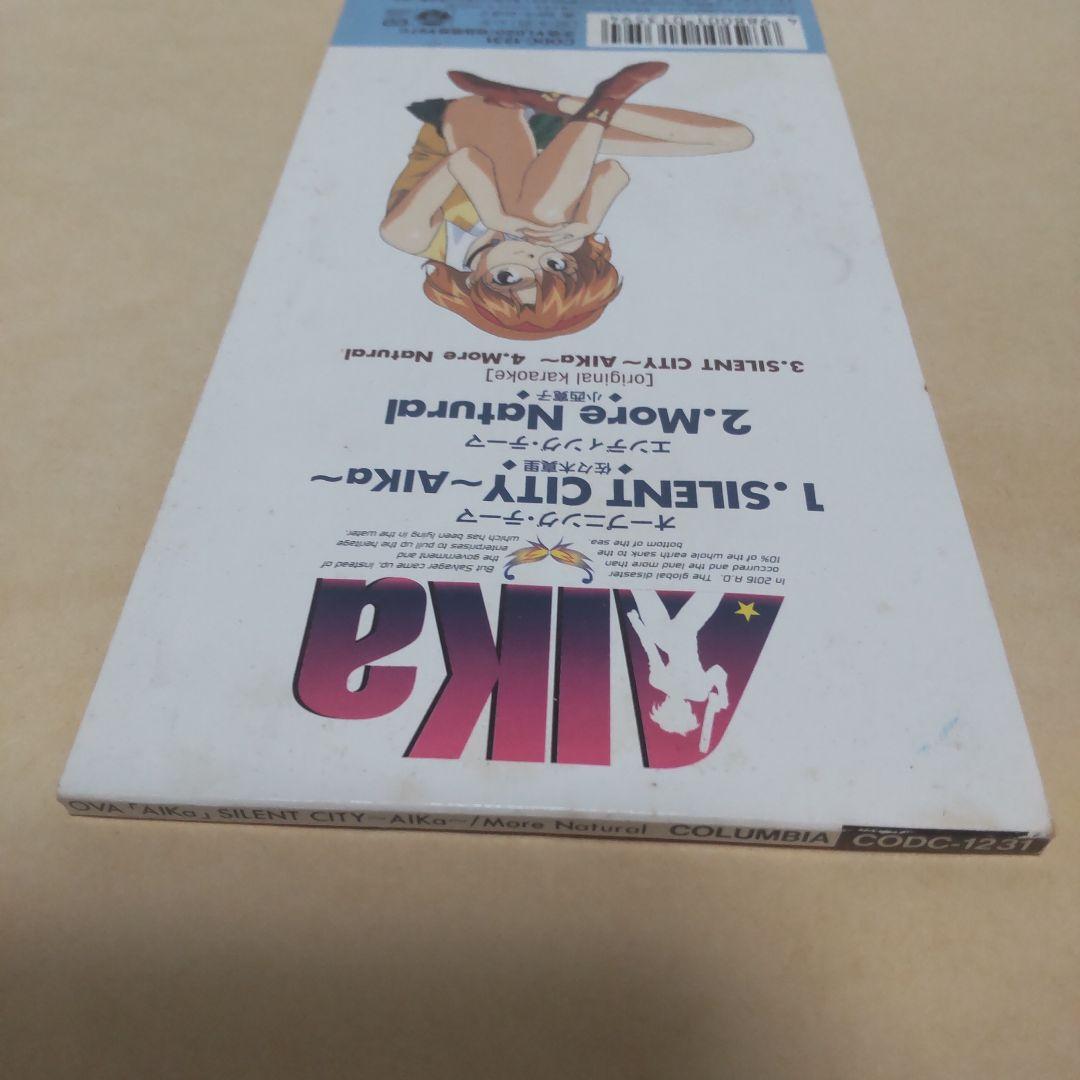 AIKa
In 2016 A.D. The global disaster
occurred and the land more than
10% of the whole earth sank to the
bottom of the sea.
But Salvager came up, instead of
the government and
enterprises to pull up the heritage
which has been lying in the water.
オープニング・テーマ
1.SILENT CITY～AIKa～
◆佐々木真里◆
エンディング・テーマ
2.More Natural
◆小西寛子◆
[original karaoke]
3.SILENT CITY～AIKa～ 4.More Natural
CODC-1231
OVA「AIKa」SILENT CITY～AIKa～/More Natural COLUMBIA CODC-1231